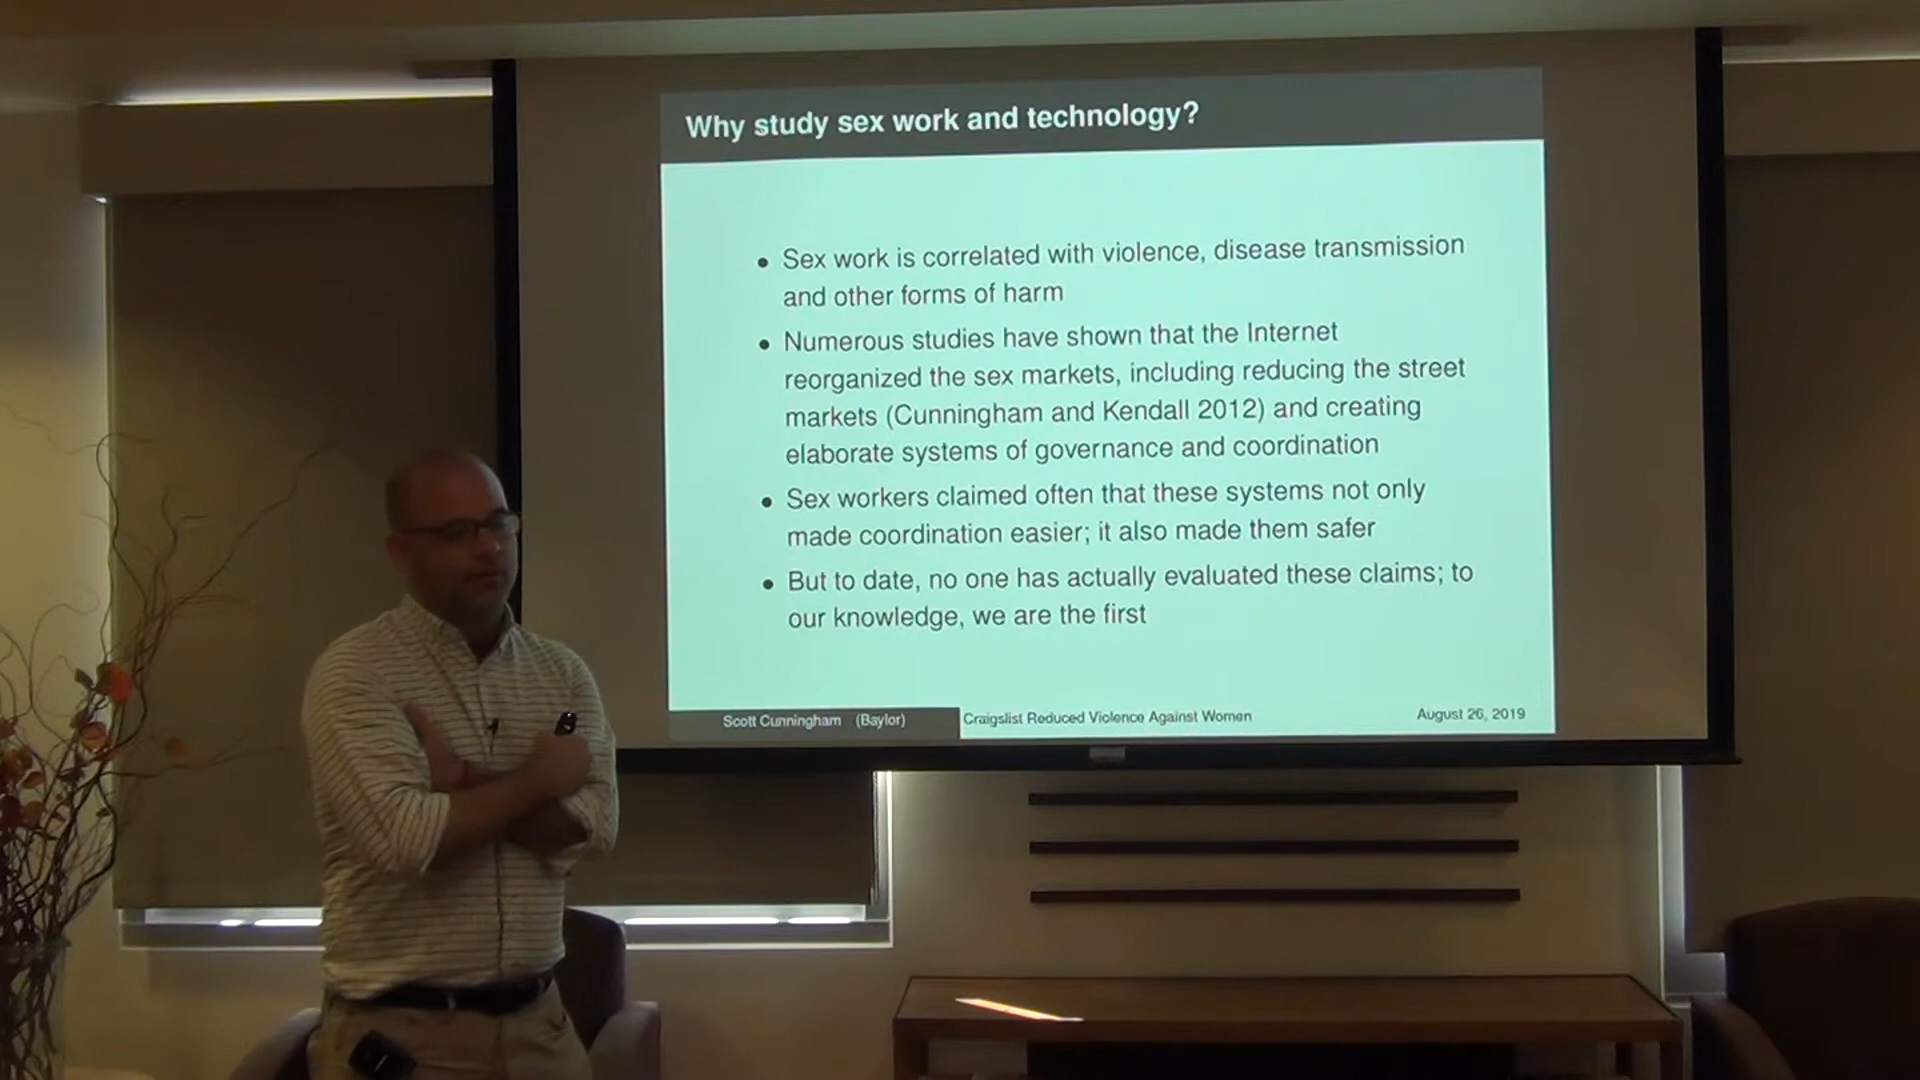 Why study sex work and technology?
• Sex work is correlated with violence, disease transmission
and other forms of harm
• Numerous studies have shown that the Internet
reorganized the sex markets, including reducing the street
markets (Cunningham and Kendall 2012) and creating
elaborate systems of governance and coordination
• Sex workers claimed often that these systems not only
made coordination easier; it also made them safer
• But to date, no one has actually evaluated these claims; to
our knowledge, we are the first
Scott Cunningham (Baylor) Craigslist Reduced Violence Against Women August 26, 2019